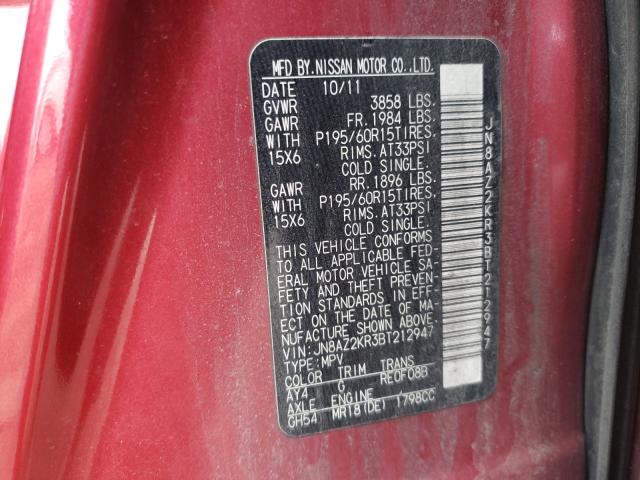 MFD BY.NISSAN MOTOR CO.,LTD.
DATE 10/11
GVWR 3858 LBS.
GAWR FR. 1984 LBS.
WITH P195/60R15TIRES.
15X6 RIMS. AT33PSI
COLD SINGLE.
GAWR RR. 1896 LBS.
WITH P195/60R15TIRES.
15X6 RIMS. AT33PSI
COLD SINGLE.
THIS VEHICLE CONFORMS
TO ALL APPLICABLE FED-
ERAL MOTOR VEHICLE SA-
FETY AND THEFT PREVEN-
TION STANDARDS IN EFF-
ECT ON THE DATE OF MA-
NUFACTURE SHOWN ABOVE.
VIN: JN8AZ2KR3BT212947
TYPE: MPV
COLOR TRIM TRANS
AY4 G RE0F08B
AXLE ENGINE
GH54 MR18(DE) 1798CC
JN8AZ2KR3BT212947